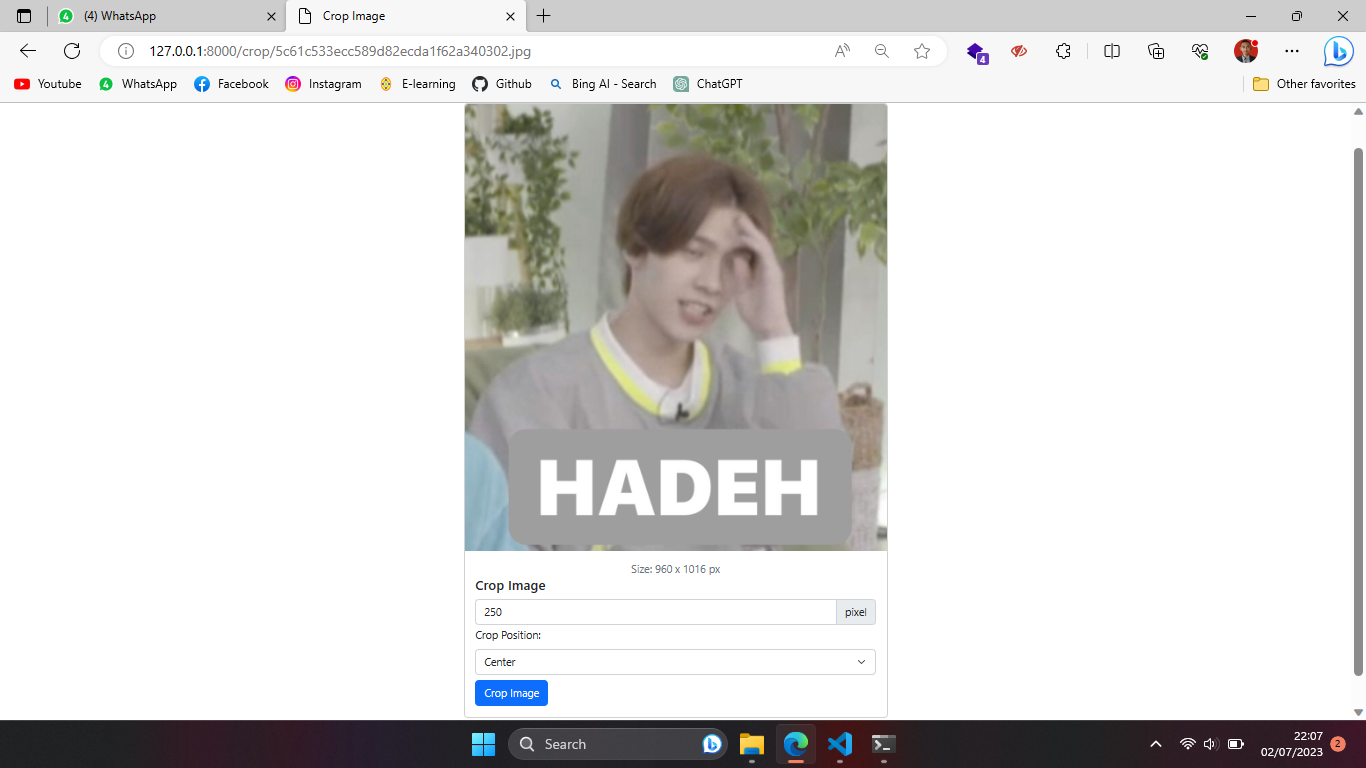 (4) WhatsApp
Crop Image
127.0.0.1:8000/crop/5c61c533ecc589d82ecda1f62a340302.jpg
4
Youtube
WhatsApp
Facebook
Instagram
E-learning
Github
Bing AI - Search
ChatGPT
Other favorites
HADEH
Size: 960 x 1016 px
Crop Image
250 pixel
Crop Position:
Center
Crop Image
Search
22:07
02/07/2023
2